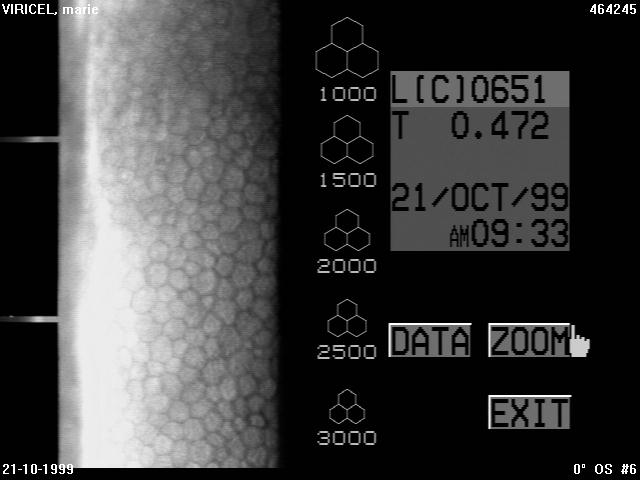 VIRICEL, marie
464245
1000
1500
2000
2500
3000
L(C)0651
T 0.472
21/OCT/99
AM09:33
DATA ZOOM
EXIT
21-10-1999
0° OS #6